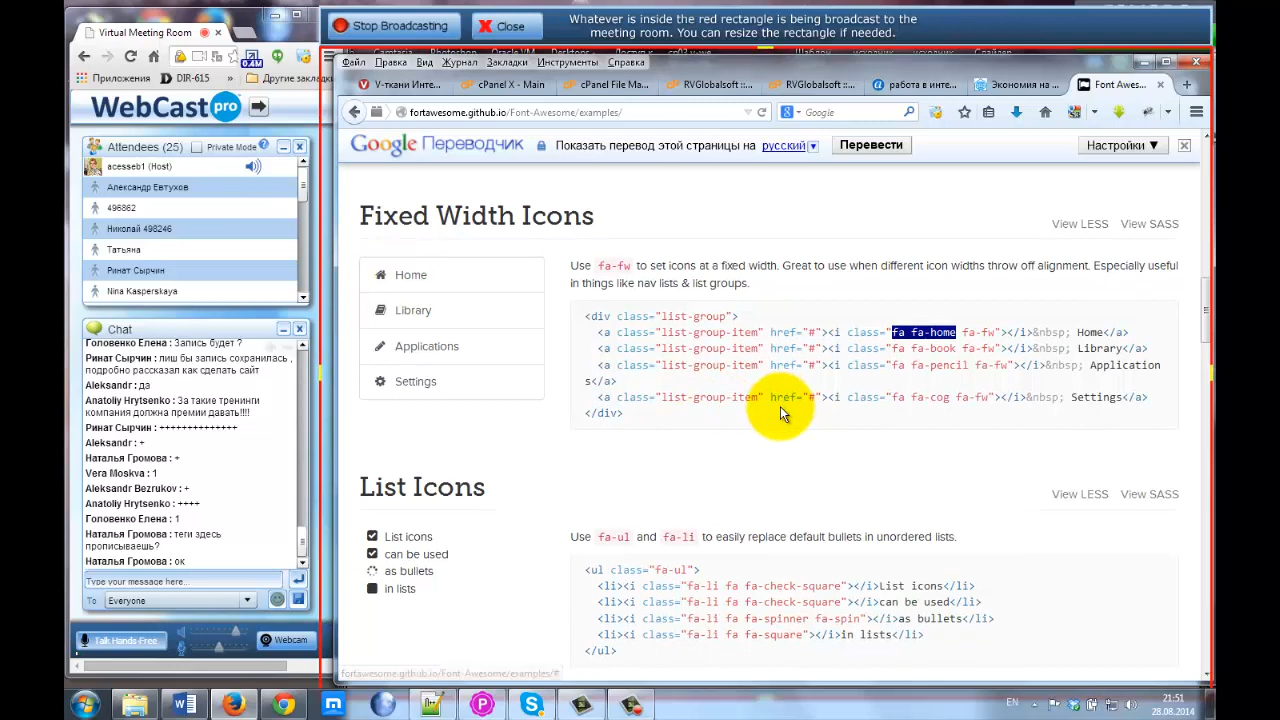 Stop Broadcasting
Close
Whatever is inside the red rectangle is being broadcast to the
meeting room. You can resize the rectangle if needed.
Virtual Meeting Room
Приложения
DIR-615
»
Другие закладки
WebCast pro
Attendees (25)
Private Mode
acesseb1 (Host)
Александр Евтухов
496862
Николай 498246
Татьяна
Ринат Сырчин
Nina Kasperskaya
Chat
Головенко Елена : Запись будет ?
Ринат Сырчин : лиш бы запись сохранилась ,
подробно рассказал как сделать сайт
Aleksandr : да
Anatoliy Hrytsenko : За такие тренинги
компания должна премии давать!!!!
Ринат Сырчин : ++++++++++++++
Aleksandr : +
Наталья Громова : +
Vera Moskva : 1
Aleksandr Bezrukov : +
Anatoliy Hrytsenko : ++++
Головенко Елена : 1
Наталья Громова : теги здесь
прописываешь?
Наталья Громова : ок
Type your message here...
To
Everyone
Talk Hands-Free
Webcam
Файл Правка Вид Журнал Закладки Инструменты Справка
V-ткани Инте...
cPanel X - Main
cPanel File Ma...
RVGlobalsoft ::...
RVGlobalsoft ::...
работа в инте...
Экономия на ...
Font Awes...
fortawesome.github.io/Font-Awesome/examples/
Google
Google Переводчик
Показать перевод этой страницы на русский
Перевести
Настройки ▼
Fixed Width Icons
View LESS View SASS
Home
Library
Applications
Settings
Use fa-fw to set icons at a fixed width. Great to use when different icon widths throw off alignment. Especially useful
in things like nav lists & list groups.
<div class="list-group">
<a class="list-group-item" href="#"><i class="fa fa-home fa-fw"></i>&nbsp; Home</a>
<a class="list-group-item" href="#"><i class="fa fa-book fa-fw"></i>&nbsp; Library</a>
<a class="list-group-item" href="#"><i class="fa fa-pencil fa-fw"></i>&nbsp; Application
s</a>
<a class="list-group-item" href="#"><i class="fa fa-cog fa-fw"></i>&nbsp; Settings</a>
</div>
List Icons
View LESS View SASS
List icons
can be used
as bullets
in lists
Use fa-ul and fa-li to easily replace default bullets in unordered lists.
<ul class="fa-ul">
<li><i class="fa-li fa fa-check-square"></i>List icons</li>
<li><i class="fa-li fa fa-check-square"></i>can be used</li>
<li><i class="fa-li fa fa-spinner fa-spin"></i>as bullets</li>
<li><i class="fa-li fa fa-square"></i>in lists</li>
</ul>
fortawesome.github.io/Font-Awesome/examples/#
EN
21:51
28.08.2014